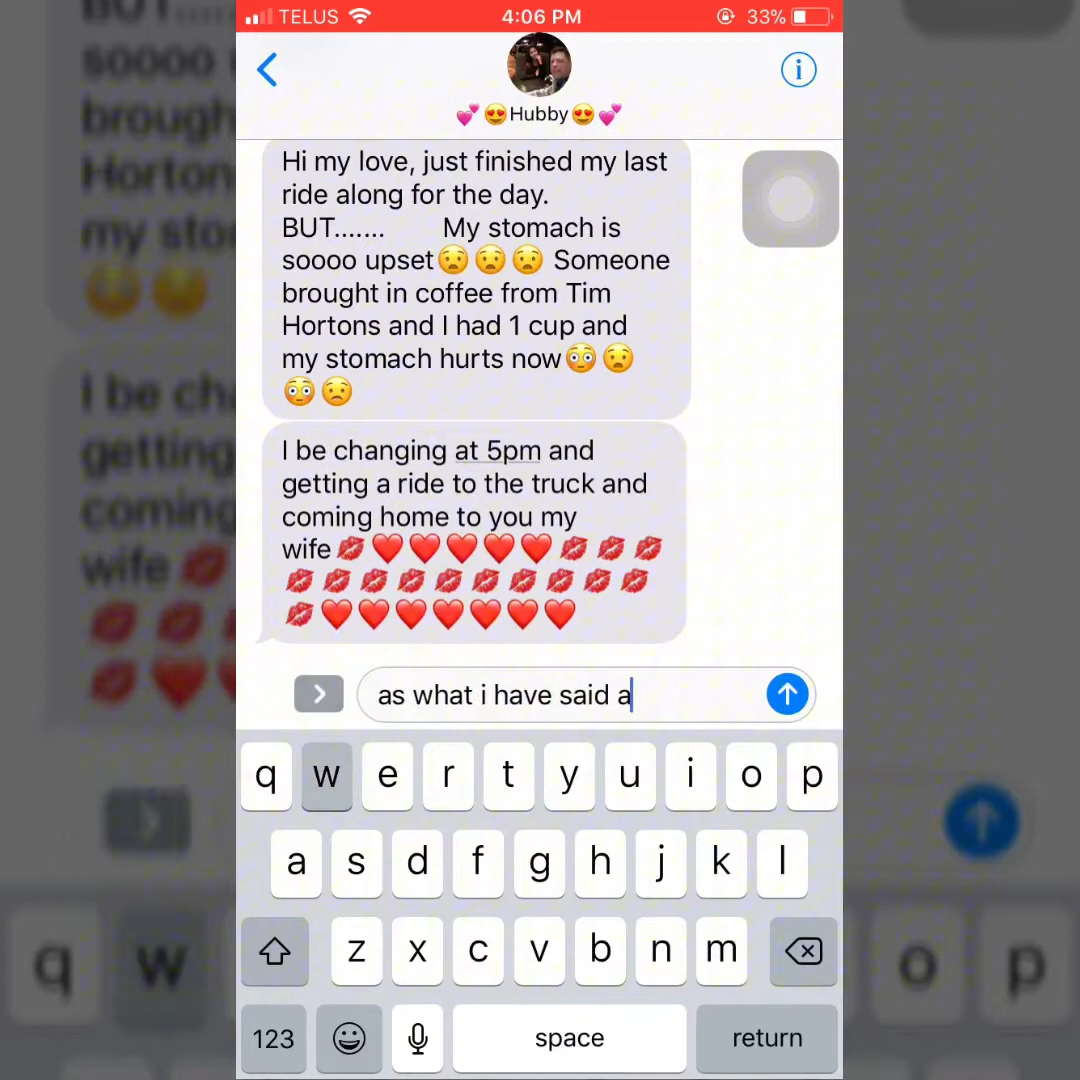 TELUS 4:06 PM 33%
💕😍Hubby😍💕
Hi my love, just finished my last
ride along for the day.
BUT....... My stomach is
soooo upset😧😧😧 Someone
brought in coffee from Tim
Hortons and I had 1 cup and
my stomach hurts now😳😧
😳😟
I be changing at 5pm and
getting a ride to the truck and
coming home to you my
wife💋❤️❤️❤️❤️❤️💋💋💋
💋💋💋💋💋💋💋💋💋💋
💋❤️❤️❤️❤️❤️❤️❤️
as what i have said a
q w e r t y u i o p
a s d f g h j k l
z x c v b n m
123 space return